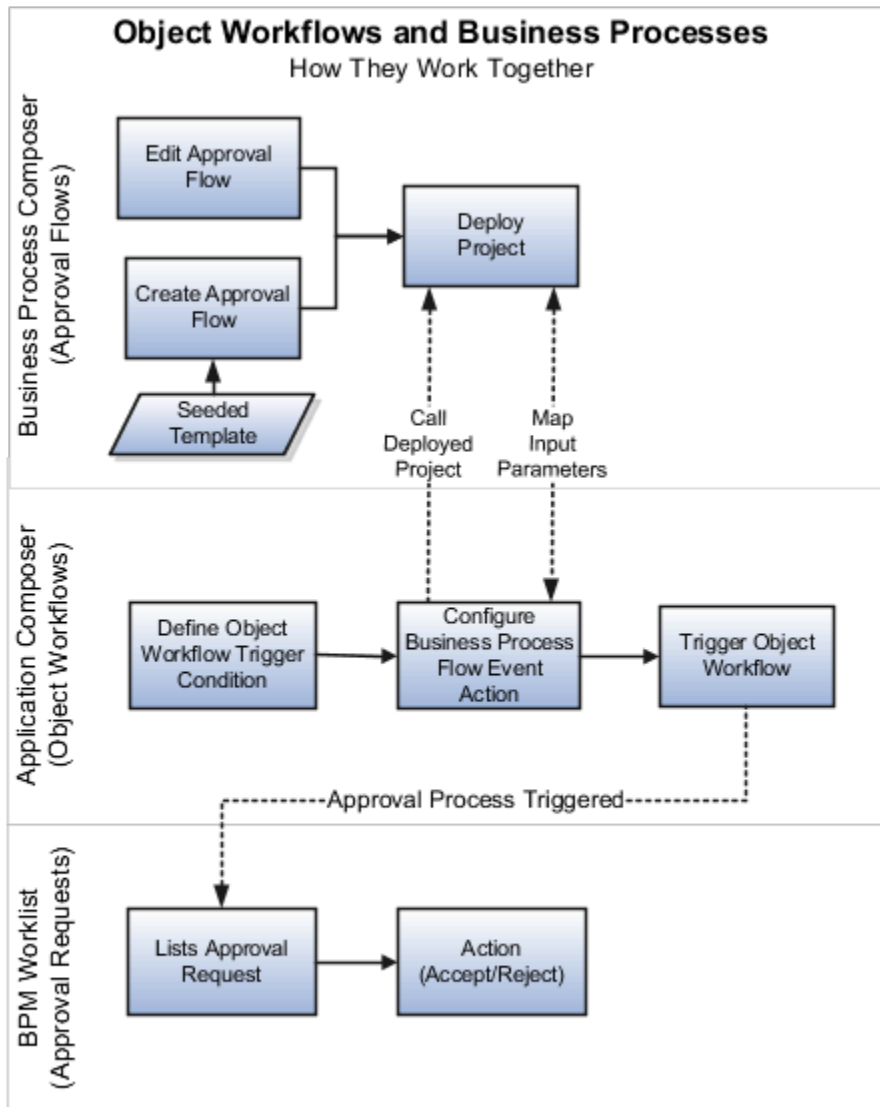 Object Workflows and Business Processes
How They Work Together
Business Process Composer
(Approval Flows)
Edit Approval
Flow
Deploy
Project
Create Approval
Flow
Seeded
Template
Call
Deployed
Project
Map
Input
Parameters
Application Composer
(Object Workflows)
Define Object
Workflow Trigger
Condition
Configure
Business Process
Flow Event
Action
Trigger Object
Workflow
Approval Process Triggered
BPM Worklist
(Approval Requests)
Lists Approval
Request
Action
(Accept/Reject)